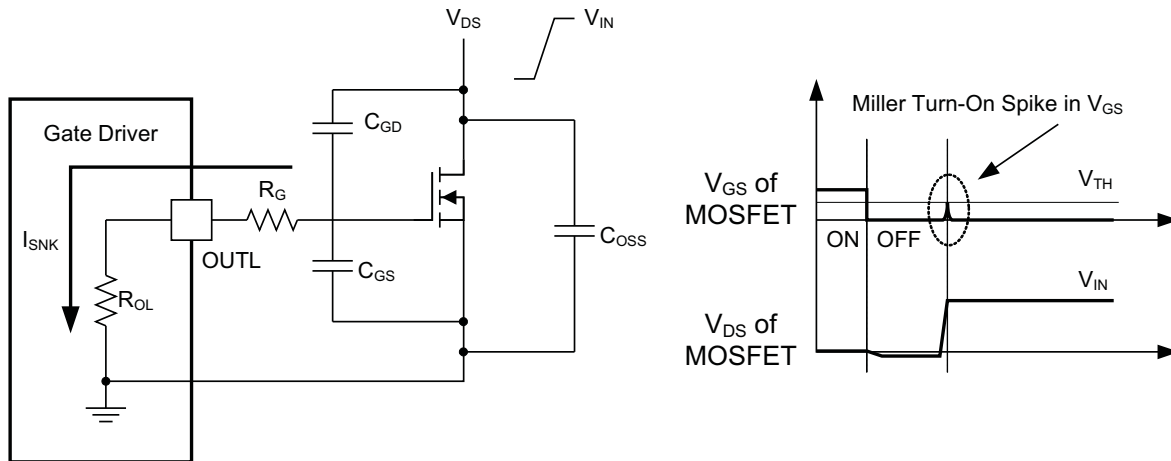 V_DS
V_IN
Gate Driver
C_GD
R_G
I_SNK
OUTL
R_OL
C_GS
C_OSS
Miller Turn-On Spike in V_GS
V_GS of
MOSFET
V_TH
ON
OFF
V_DS of
MOSFET
V_IN